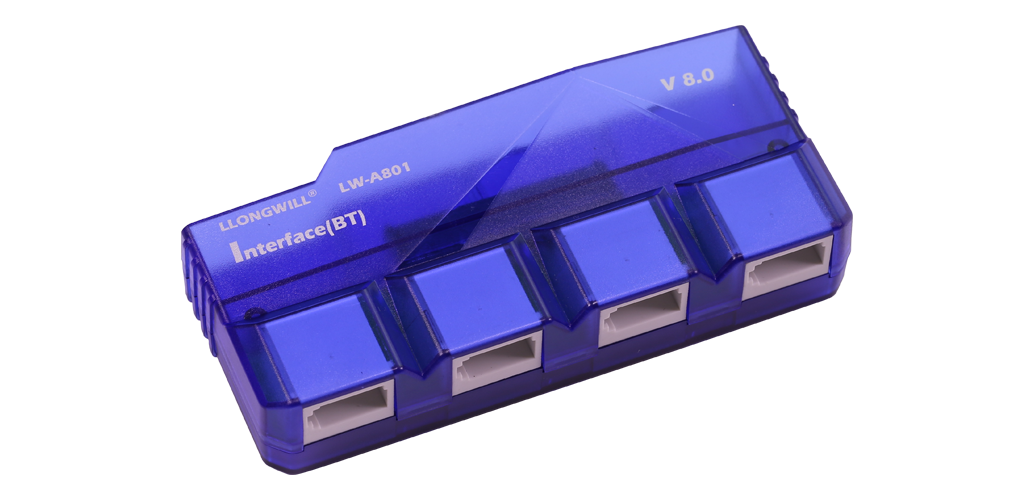 V 8.0
LLONGWILL® LW-A801
Interface(BT)